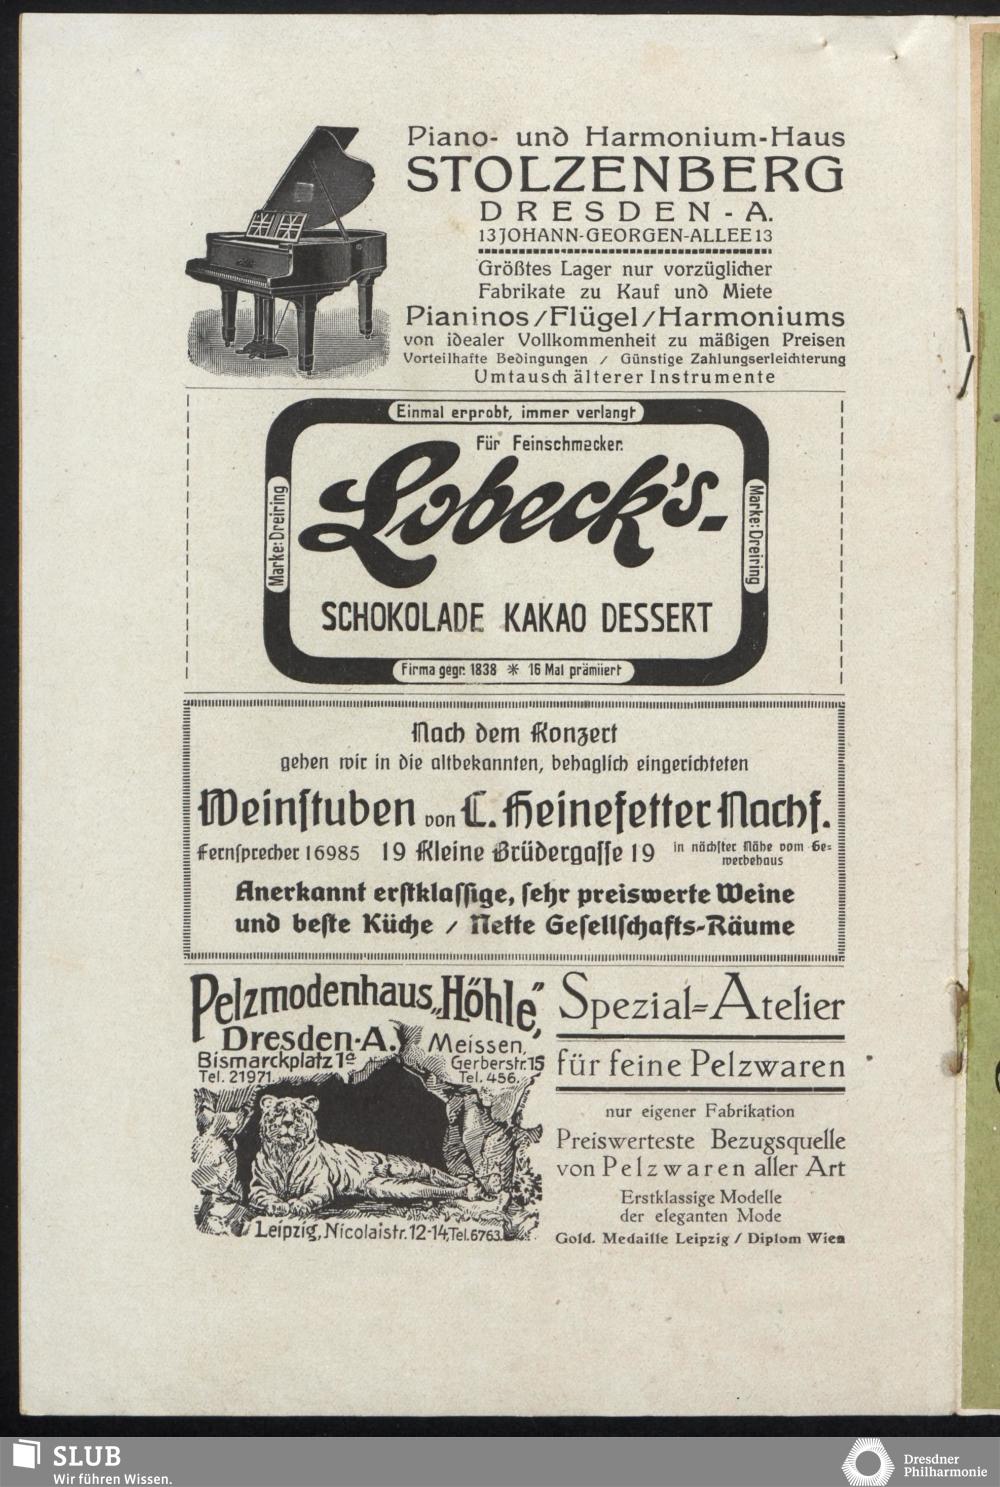 Piano- und Harmonium-Haus
STOLZENBERG
DRESDEN-A.
13 JOHANN-GEORGEN-ALLEE 13
Größtes Lager nur vorzüglicher
Fabrikate zu Kauf und Miete
Pianinos / Flügel / Harmoniums
von idealer Vollkommenheit zu mäßigen Preisen
Vorteilhafte Bedingungen / Günstige Zahlungserleichterung
Umtausch älterer Instrumente
Einmal erprobt, immer verlangt
Für Feinschmecker.
Marke: Dreiring
Lobeck's-
Marke: Dreiring
SCHOKOLADE KAKAO DESSERT
Firma gegr. 1838 * 16 Mal prämiiert
Nach dem Konzert
gehen wir in die altbekannten, behaglich eingerichteten
Weinstuben von C. Heinefetter Nachf.
Fernsprecher 16985 19 Kleine Brüdergasse 19 in nächster Nähe vom Ge-
werbehaus
Anerkannt erstklassige, sehr preiswerte Weine
und beste Küche / Nette Gesellschafts-Räume
Pelzmodenhaus „Höhle",
Dresden-A.
Bismarckplatz 1a
Tel. 21971.
Meissen,
Gerberstr. 15
Tel. 456.
Leipzig, Nicolaistr. 12-14, Tel. 6763.
Spezial-Atelier
für feine Pelzwaren
nur eigener Fabrikation
Preiswerteste Bezugsquelle
von Pelzwaren aller Art
Erstklassige Modelle
der eleganten Mode
Gold. Medaille Leipzig / Diplom Wien
SLUB
Wir führen Wissen.
Dresdner
Philharmonie